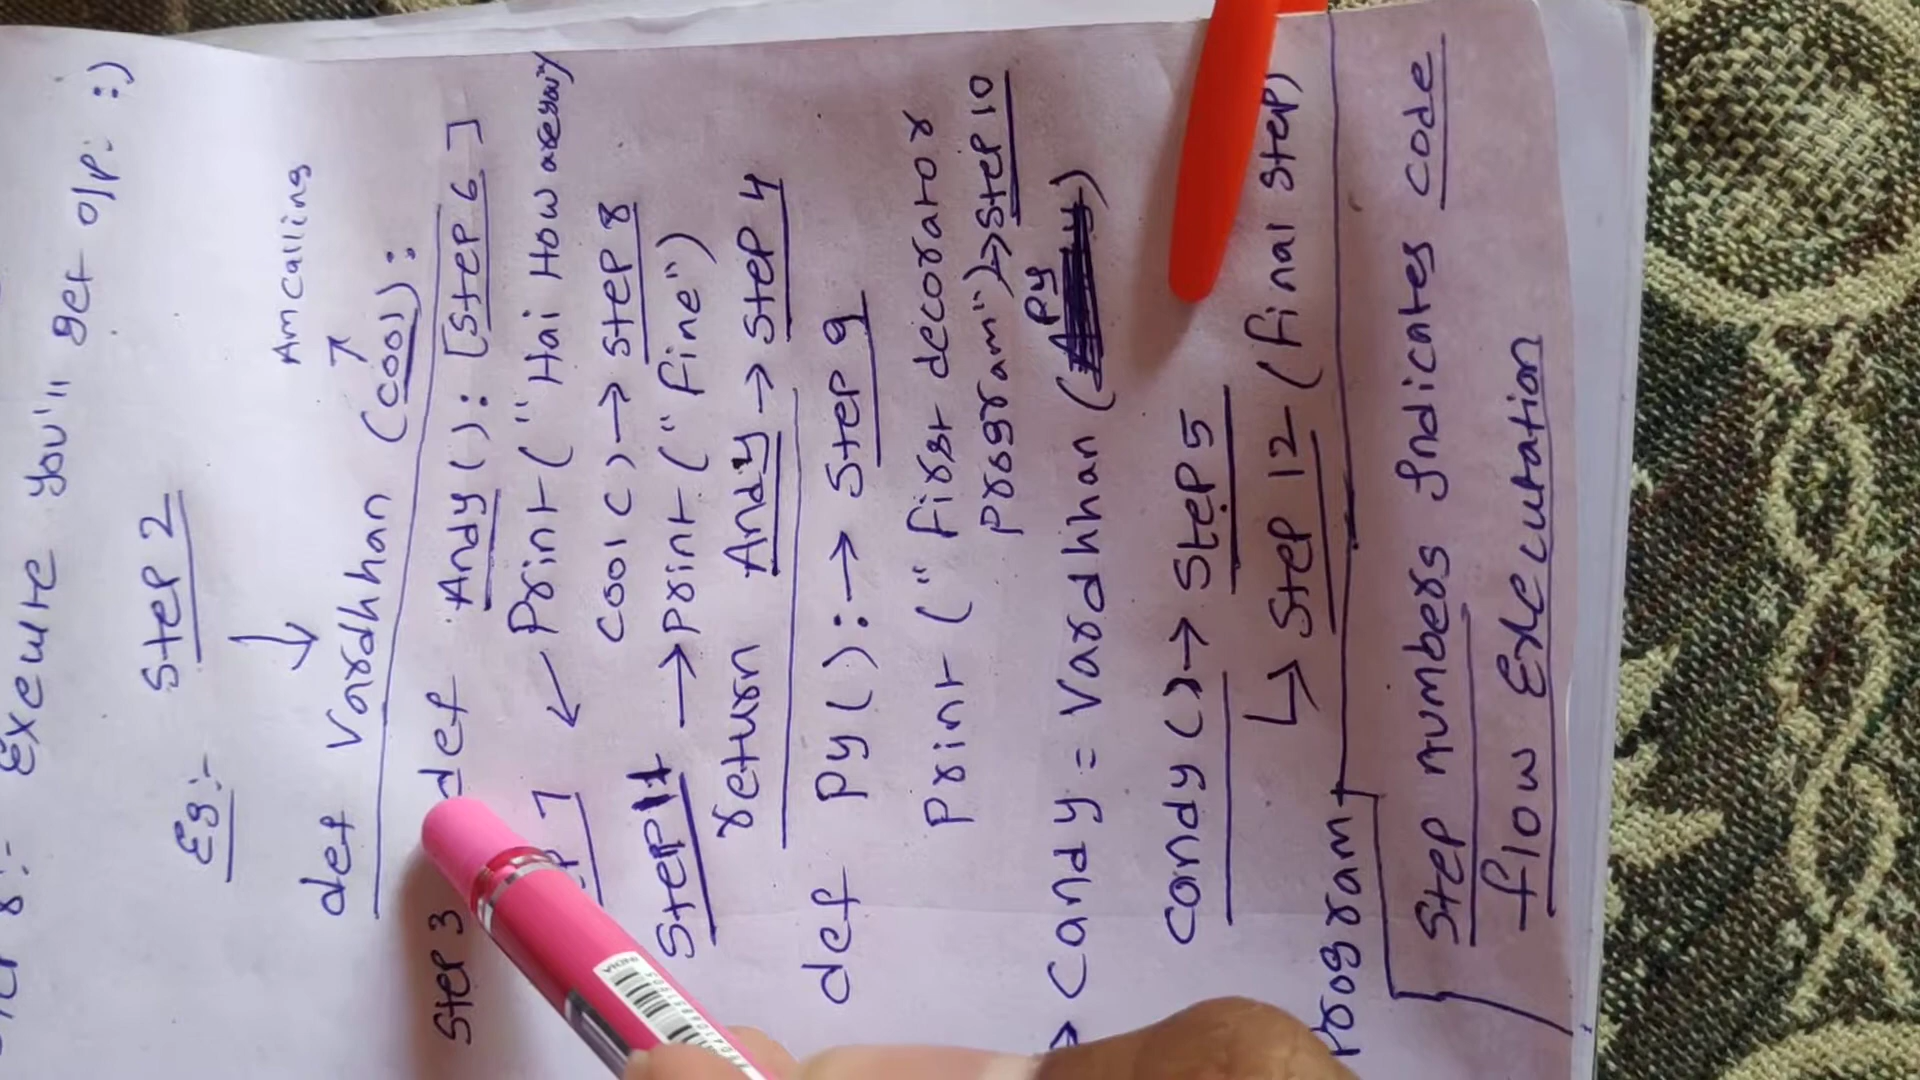 Execute you'll get o/p: :)
Eg:- Step 2
Am calling
def Vardhan (cool):
Step 3 def Andy(): [Step 6]
Print ("Hai How are you")
7 cool() → Step 8
Step 11 → print ("fine")
return Andy → Step 4
def py(): → Step 9
Print ("first decorator
program") → Step 10
py
→ Candy = Vardhan (
Candy() → Step 5
↳ Step 12 (final step)
Program
Step numbers Indicates code
flow Execution
INDIA